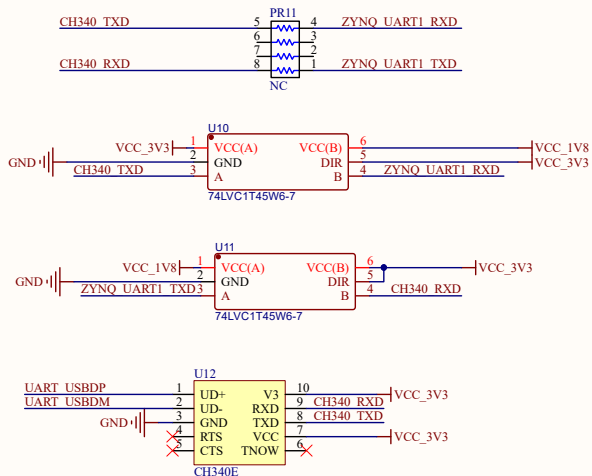 PR11
CH340_TXD 5 4 ZYNQ_UART1_RXD
6 3
7 2
CH340_RXD 8 1 ZYNQ_UART1_TXD
NC
U10
VCC_3V3 1 VCC(A) VCC(B) 6 VCC_1V8
GND 2 GND DIR 5 VCC_3V3
CH340_TXD 3 A B 4 ZYNQ_UART1_RXD
74LVC1T45W6-7
U11
VCC_1V8 1 VCC(A) VCC(B) 6 VCC_3V3
GND 2 GND DIR 5
ZYNQ_UART1_TXD 3 A B 4 CH340_RXD
74LVC1T45W6-7
U12
UART_USBDP 1 UD+ V3 10 VCC_3V3
UART_USBDM 2 UD- RXD 9 CH340_RXD
GND 3 GND TXD 8 CH340_TXD
4 RTS VCC 7 VCC_3V3
5 CTS TNOW 6
CH340E